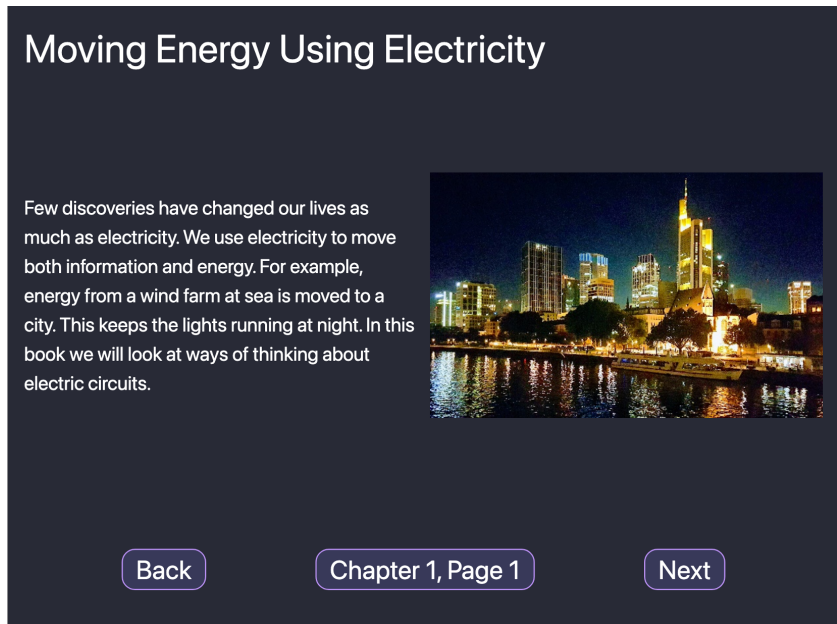 Moving Energy Using Electricity
Few discoveries have changed our lives as
much as electricity. We use electricity to move
both information and energy. For example,
energy from a wind farm at sea is moved to a
city. This keeps the lights running at night. In this
book we will look at ways of thinking about
electric circuits.
Back
Chapter 1, Page 1
Next